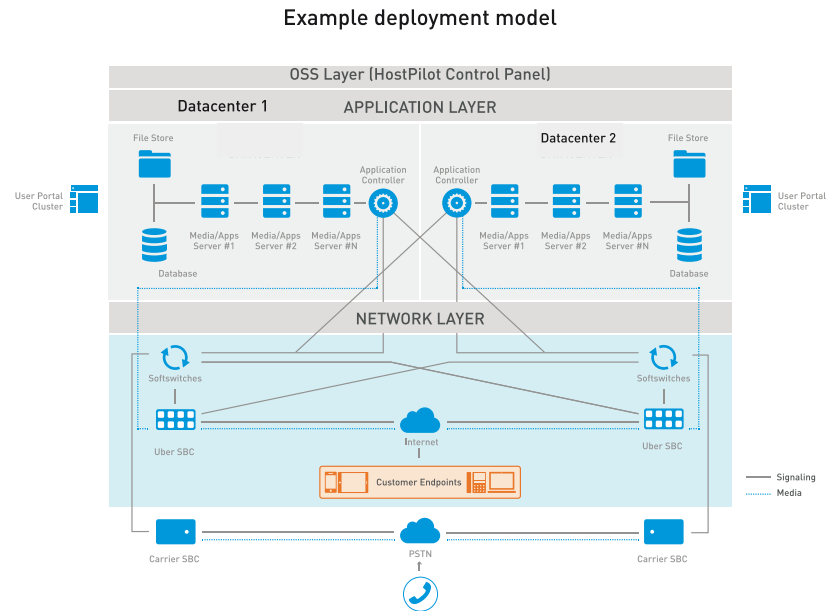 Example deployment model
OSS Layer (HostPilot Control Panel)
Datacenter 1
APPLICATION LAYER
Datacenter 2
File Store
File Store
Application
Controller
Application
Controller
User Portal
Cluster
User Portal
Cluster
Media/Apps
Server #1
Media/Apps
Server #2
Media/Apps
Server #N
Media/Apps
Server #1
Media/Apps
Server #2
Media/Apps
Server #N
Database
Database
NETWORK LAYER
Softswitches
Softswitches
Uber SBC
Internet
Uber SBC
Customer Endpoints
Signaling
Media
Carrier SBC
PSTN
Carrier SBC